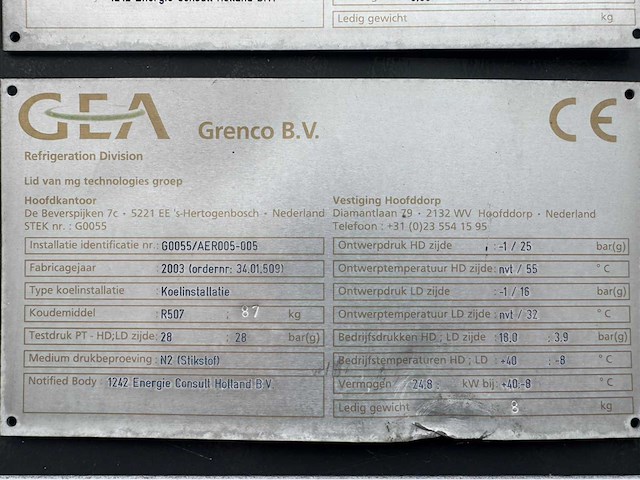 1242 Energie Consult Holland B.V.
Ledig gewicht kg
GEA Grenco B.V. CE
Refrigeration Division
Lid van mg technologies groep
Hoofdkantoor
De Beverspijken 7c • 5221 EE 's-Hertogenbosch • Nederland
STEK nr. : G0055
Vestiging Hoofddorp
Diamantlaan 79 • 2132 WV Hoofddorp • Nederland
Telefoon : +31 (0)23 554 15 95
Installatie identificatie nr : G0055/AER005-005
Fabricagejaar : 2003 (ordernr: 34.01.509)
Type koelinstallatie : Koelinstallatie
Koudemiddel : R507 : 87 kg
Testdruk PT - HD;LD zijde : 28 : 28 bar(g)
Medium drukbeproeving : N2 (Stikstof)
Notified Body : 1242 Energie Consult Holland B.V
Ontwerpdruk HD zijde : -1 / 25 bar(g)
Ontwerptemperatuur HD zijde : nvt / 55 °C
Ontwerpdruk LD zijde : -1 / 16 bar(g)
Ontwerptemperatuur LD zijde : nvt / 32 °C
Bedrijfsdrukken HD ; LD zijde : 18,0 : 3,9 bar(g)
Bedrijfstemperaturen HD ; LD : +40 : -8 °C
Vermogen : 24,8 : kW bij : +40:-8 °C
Ledig gewicht : 8 kg